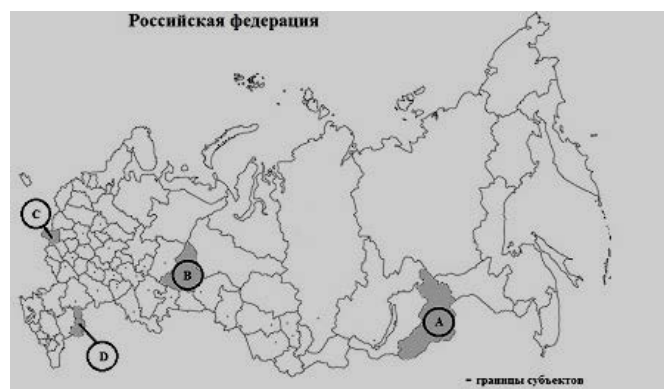 Российская федерация
C
B
A
D
- границы субъектов